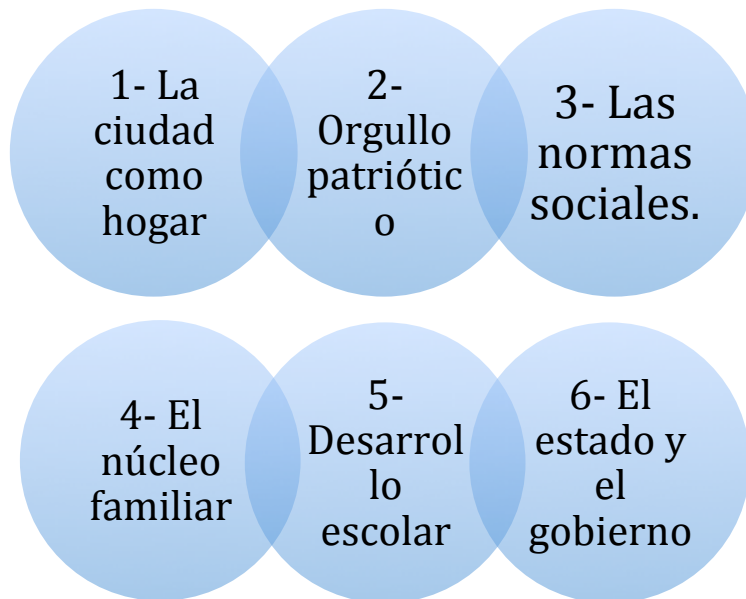 1- La
ciudad
como
hogar
2-
Orgullo
patriótic
o
3- Las
normas
sociales.
4- El
núcleo
familiar
5-
Desarrol
lo
escolar
6- El
estado y
el
gobierno